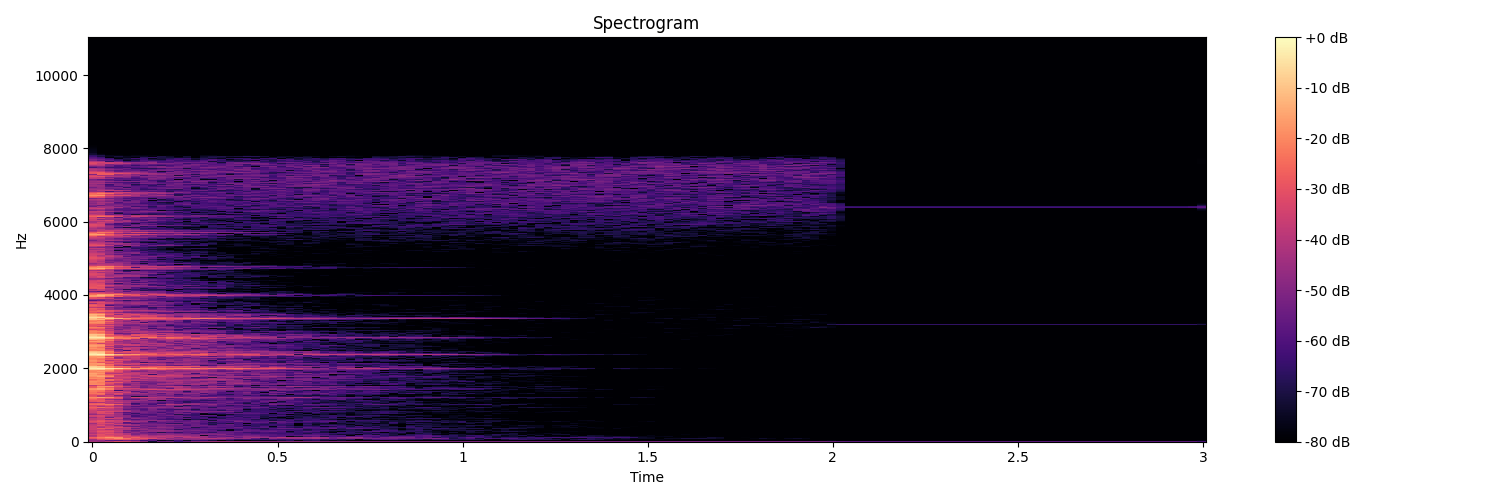 Spectrogram
10000
8000
6000
4000
2000
0
Hz
0 0.5 1 1.5 2 2.5 3
Time
+0 dB
-10 dB
-20 dB
-30 dB
-40 dB
-50 dB
-60 dB
-70 dB
-80 dB